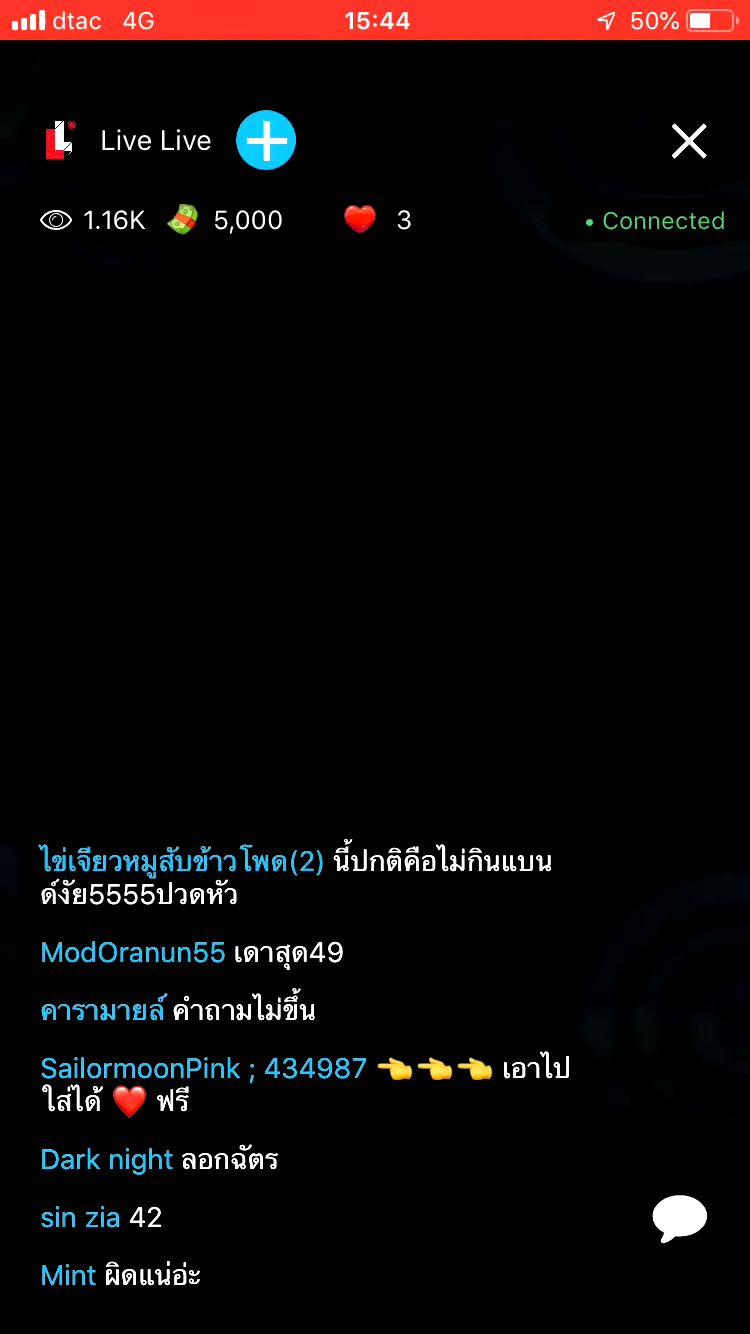 dtac 4G 15:44 50%
Live Live
1.16K 5,000 3 • Connected
ไข่เจียวหมูสับข้าวโพด(2) นี้ปกติคือไม่กินแบน
ด์งัย5555ปวดหัว
ModOranun55 เดาสุด49
คารามายล์ คำถามไม่ขึ้น
SailormoonPink ; 434987 👈👈👈 เอาไป
ใส่ได้ ❤️ ฟรี
Dark night ลอกฉัตร
sin zia 42
Mint ผิดแน่อ่ะ